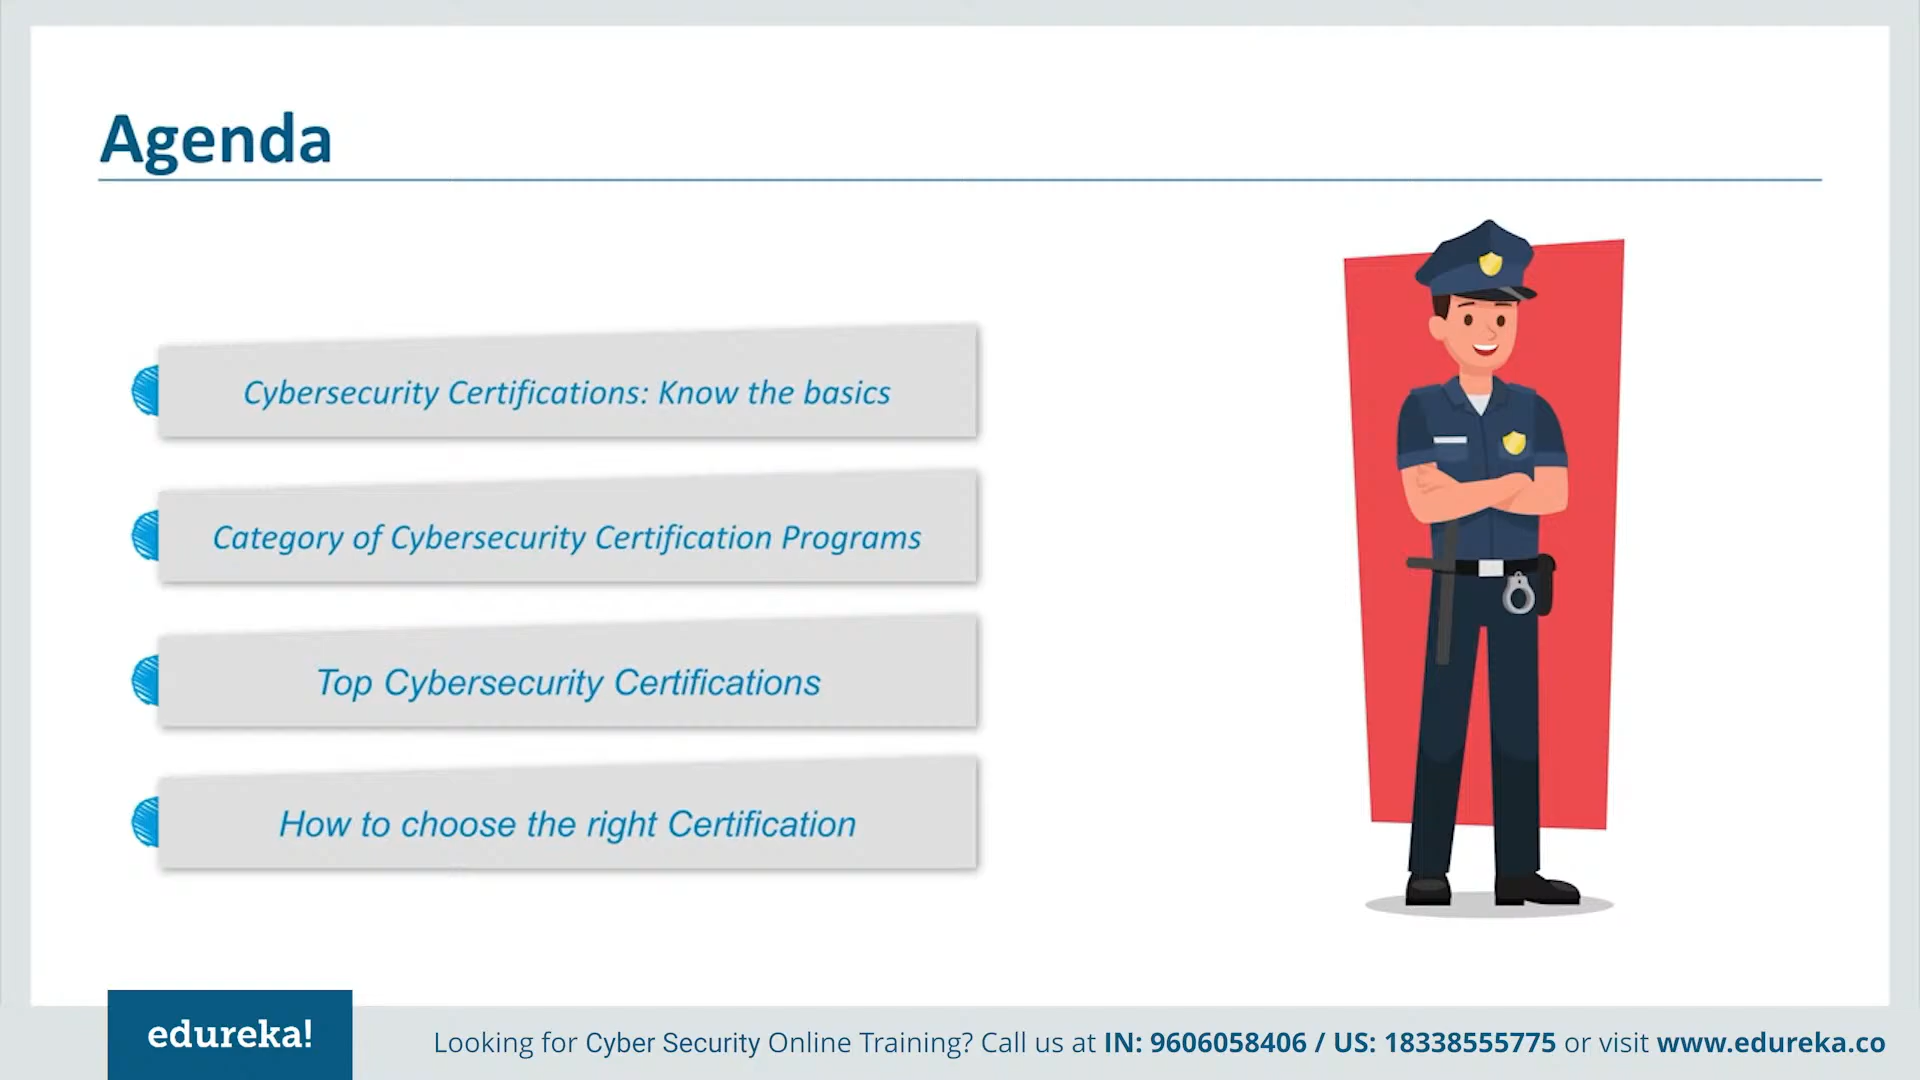 Agenda
Cybersecurity Certifications: Know the basics
Category of Cybersecurity Certification Programs
Top Cybersecurity Certifications
How to choose the right Certification
edureka!
Looking for Cyber Security Online Training? Call us at IN: 9606058406 / US: 18338555775 or visit www.edureka.co